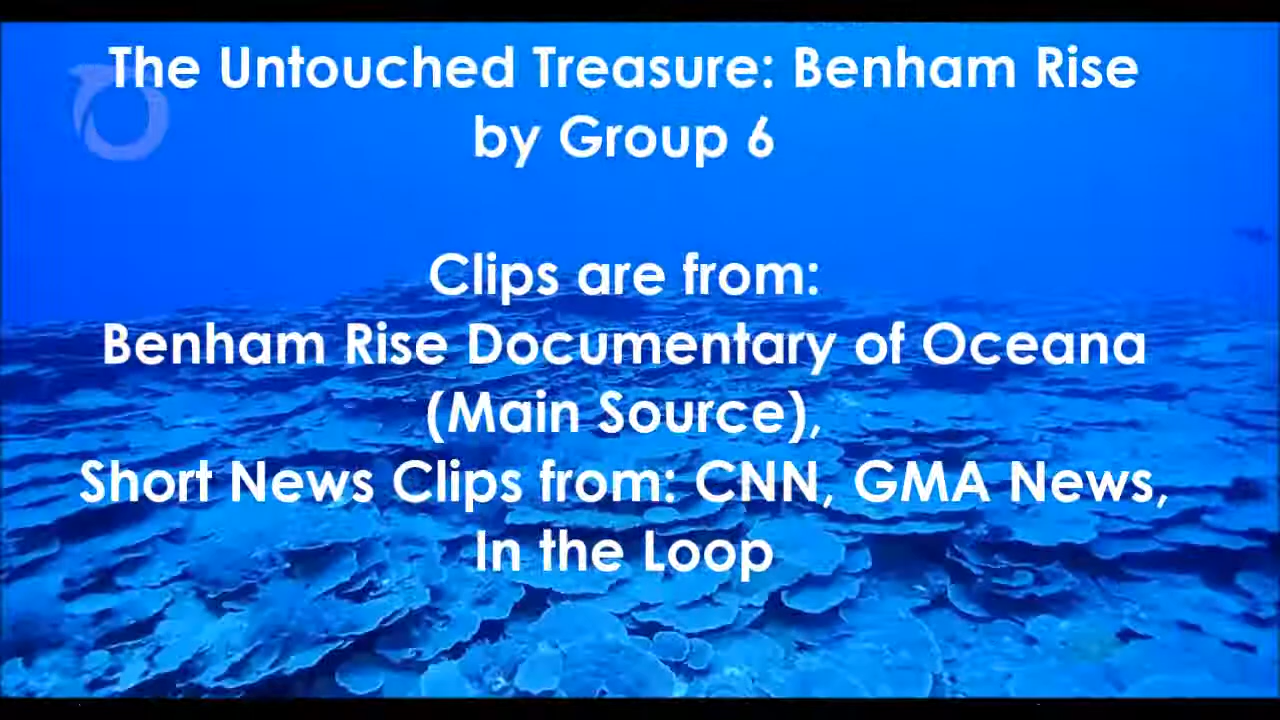 The Untouched Treasure: Benham Rise
by Group 6
Clips are from:
Benham Rise Documentary of Oceana
(Main Source),
Short News Clips from: CNN, GMA News,
In the Loop